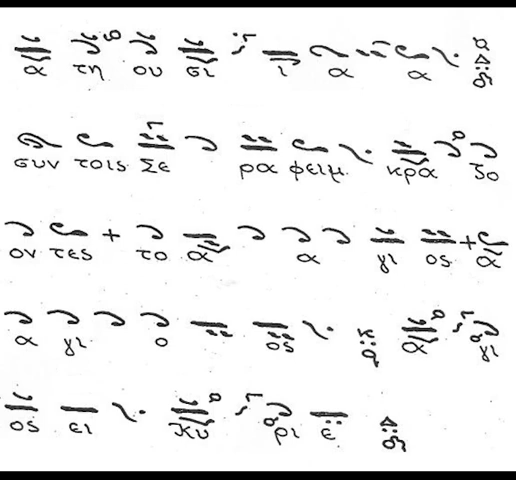 α τη ου σι ι α α
συν τοις Σε ρα φειμ. κρα ζο
ον τες + το α α γι ος + α
α γι ο ος α γι
ος ει κυ ρι ε